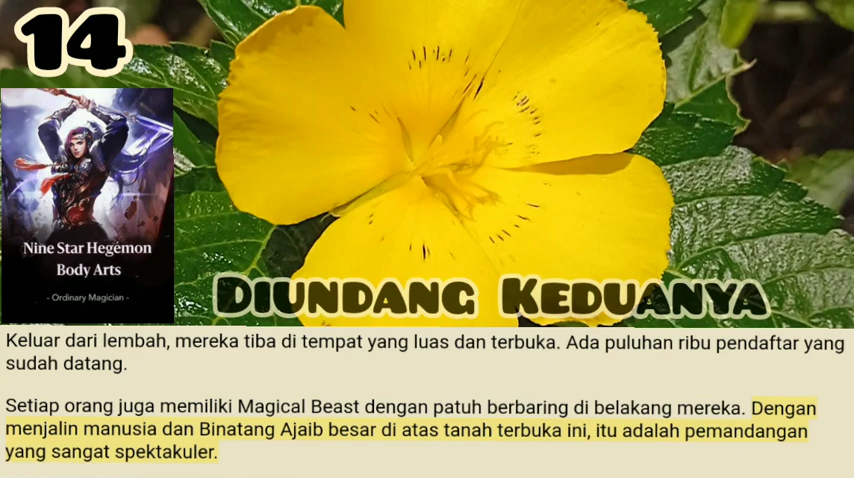 14
Nine Star Hegemon
Body Arts
- Ordinary Magician -
Diundang Keduanya
Keluar dari lembah, mereka tiba di tempat yang luas dan terbuka. Ada puluhan ribu pendaftar yang
sudah datang.
Setiap orang juga memiliki Magical Beast dengan patuh berbaring di belakang mereka. Dengan
menjalin manusia dan Binatang Ajaib besar di atas tanah terbuka ini, itu adalah pemandangan
yang sangat spektakuler.